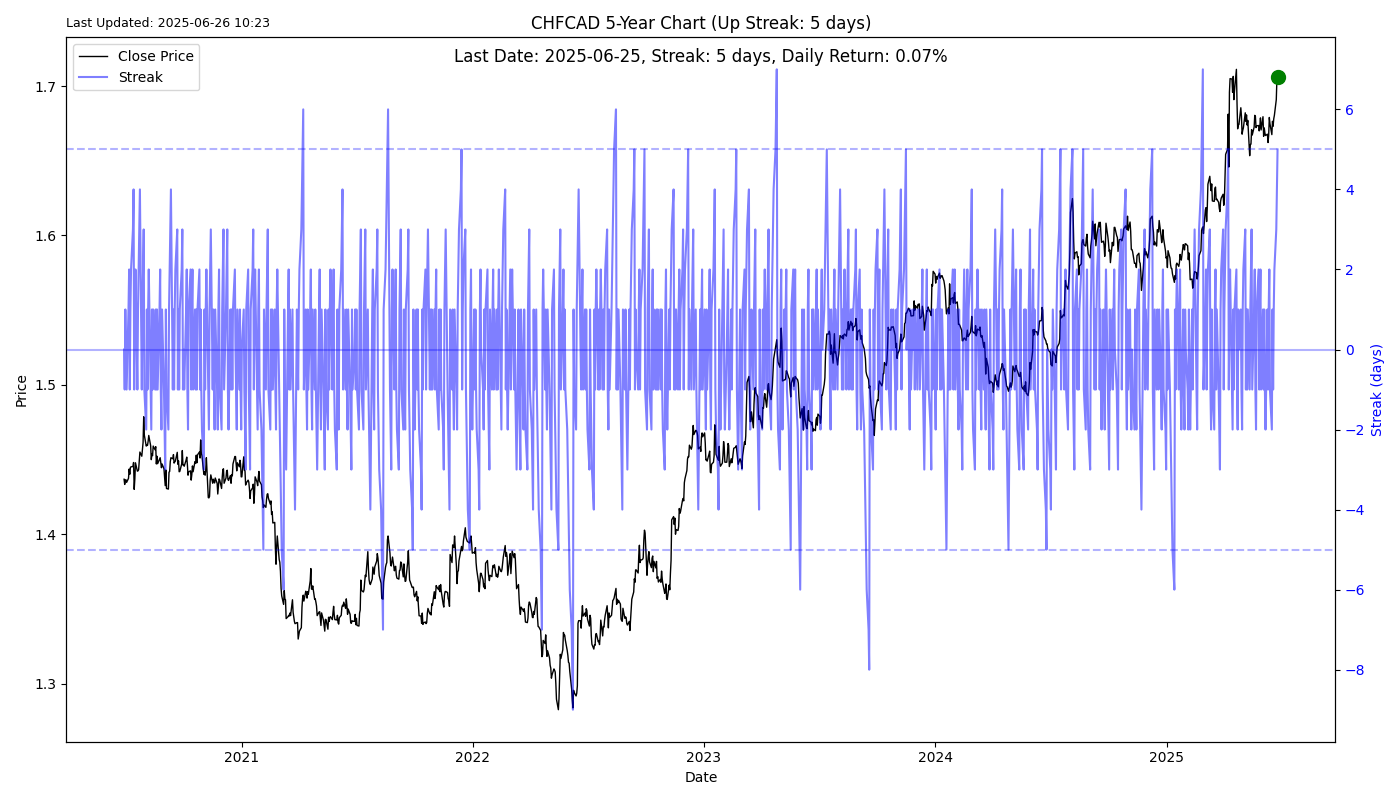 Last Updated: 2025-06-26 10:23
CHFCAD 5-Year Chart (Up Streak: 5 days)
Last Date: 2025-06-25, Streak: 5 days, Daily Return: 0.07%
Close Price
Streak
1.7
1.6
1.5
1.4
1.3
Price
6
4
2
0
−2
−4
−6
−8
Streak (days)
2021
2022
2023
2024
2025
Date